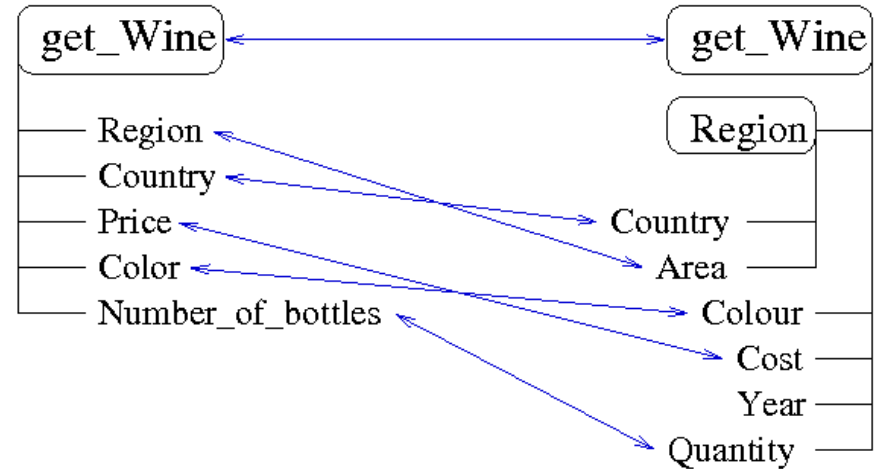 get_Wine
Region
Country
Price
Color
Number_of_bottles
get_Wine
Region
Country
Area
Colour
Cost
Year
Quantity